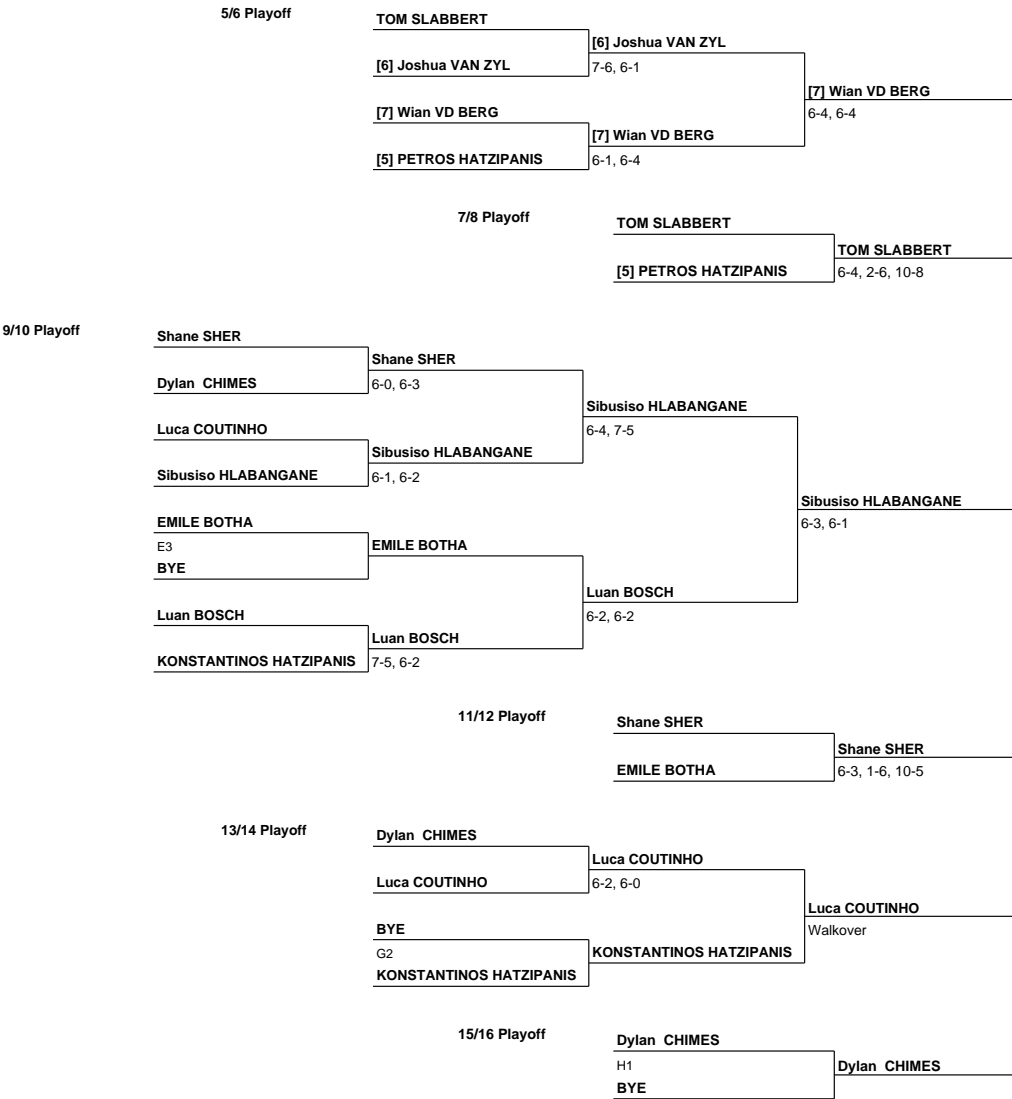 5/6 Playoff
TOM SLABBERT
[6] Joshua VAN ZYL
[6] Joshua VAN ZYL
7-6, 6-1
[7] Wian VD BERG
[7] Wian VD BERG
6-4, 6-4
[7] Wian VD BERG
[5] PETROS HATZIPANIS
6-1, 6-4
7/8 Playoff
TOM SLABBERT
TOM SLABBERT
[5] PETROS HATZIPANIS
6-4, 2-6, 10-8
9/10 Playoff
Shane SHER
Shane SHER
Dylan CHIMES
6-0, 6-3
Sibusiso HLABANGANE
Luca COUTINHO
6-4, 7-5
Sibusiso HLABANGANE
Sibusiso HLABANGANE
6-1, 6-2
Sibusiso HLABANGANE
EMILE BOTHA
6-3, 6-1
E3
EMILE BOTHA
BYE
Luan BOSCH
Luan BOSCH
6-2, 6-2
Luan BOSCH
KONSTANTINOS HATZIPANIS
7-5, 6-2
11/12 Playoff
Shane SHER
Shane SHER
EMILE BOTHA
6-3, 1-6, 10-5
13/14 Playoff
Dylan CHIMES
Luca COUTINHO
Luca COUTINHO
6-2, 6-0
Luca COUTINHO
BYE
Walkover
G2
KONSTANTINOS HATZIPANIS
KONSTANTINOS HATZIPANIS
15/16 Playoff
Dylan CHIMES
H1
Dylan CHIMES
BYE